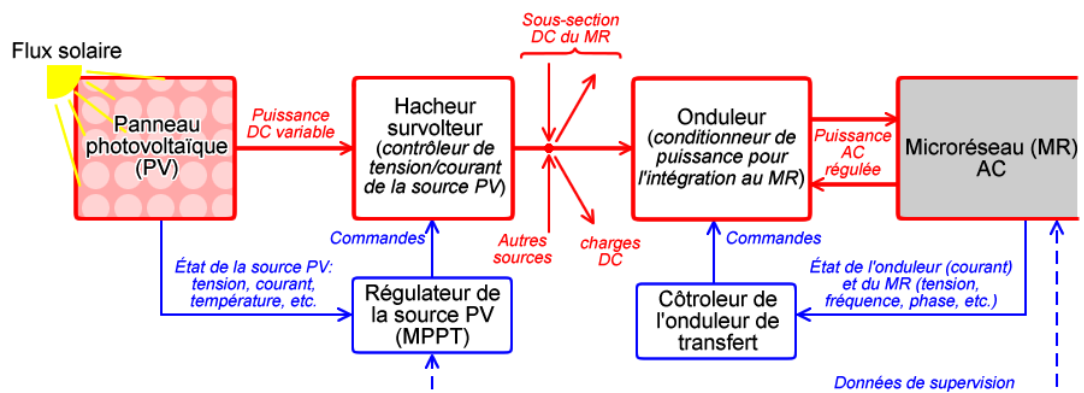 Flux solaire
Panneau
photovoltaïque
(PV)
Puissance
DC variable
Hacheur
survolteur
(contrôleur de
tension/courant
de la source PV)
Sous-section
DC du MR
Autres
sources
charges
DC
Onduleur
(conditionneur de
puissance pour
l'intégration au MR)
Puissance
AC
régulée
Microréseau (MR)
AC
État de la source PV:
tension, courant,
température, etc.
Commandes
Régulateur de
la source PV
(MPPT)
Commandes
Côtroleur de
l'onduleur de
transfert
État de l'onduleur (courant)
et du MR (tension,
fréquence, phase, etc.)
Données de supervision